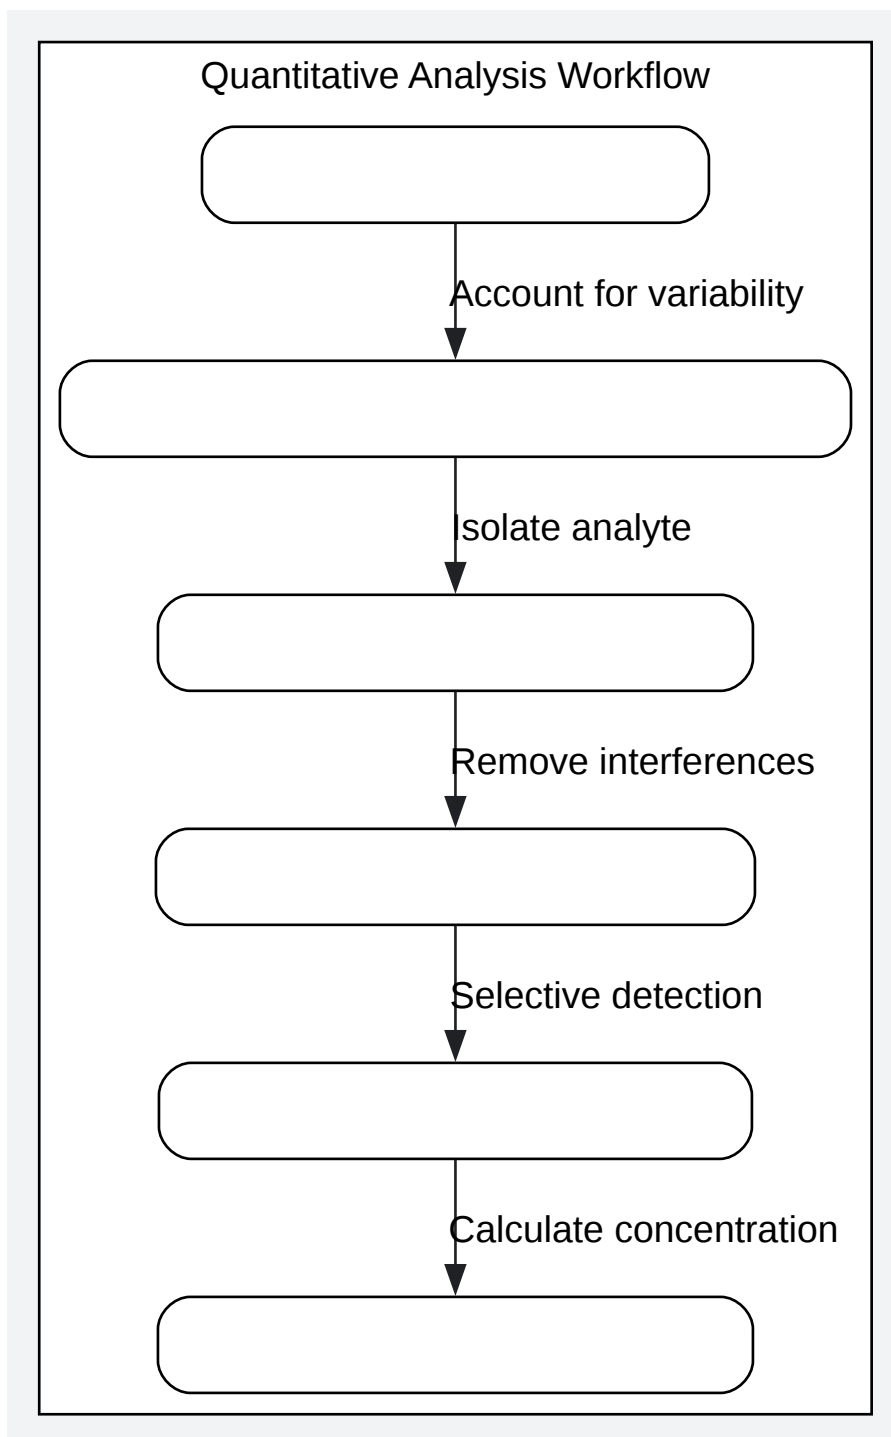 Quantitative Analysis Workflow
Account for variability
Isolate analyte
Remove interferences
Selective detection
Calculate concentration